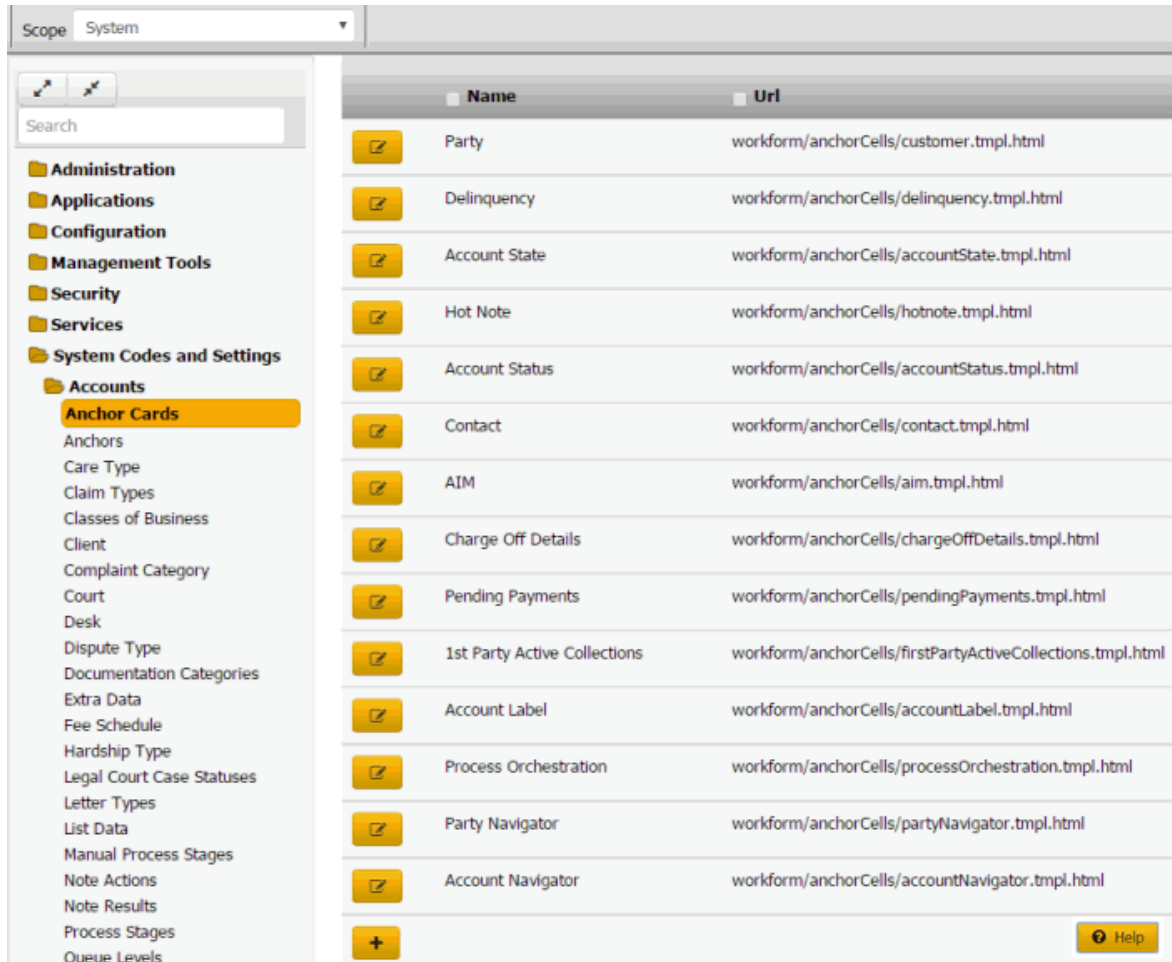 Scope System
Search
Administration
Applications
Configuration
Management Tools
Security
Services
System Codes and Settings
Accounts
Anchor Cards
Anchors
Care Type
Claim Types
Classes of Business
Client
Complaint Category
Court
Desk
Dispute Type
Documentation Categories
Extra Data
Fee Schedule
Hardship Type
Legal Court Case Statuses
Letter Types
List Data
Manual Process Stages
Note Actions
Note Results
Process Stages
Queue Levels
Name Url
Party workform/anchorCells/customer.tmpl.html
Delinquency workform/anchorCells/delinquency.tmpl.html
Account State workform/anchorCells/accountState.tmpl.html
Hot Note workform/anchorCells/hotnote.tmpl.html
Account Status workform/anchorCells/accountStatus.tmpl.html
Contact workform/anchorCells/contact.tmpl.html
AIM workform/anchorCells/aim.tmpl.html
Charge Off Details workform/anchorCells/chargeOffDetails.tmpl.html
Pending Payments workform/anchorCells/pendingPayments.tmpl.html
1st Party Active Collections workform/anchorCells/firstPartyActiveCollections.tmpl.html
Account Label workform/anchorCells/accountLabel.tmpl.html
Process Orchestration workform/anchorCells/processOrchestration.tmpl.html
Party Navigator workform/anchorCells/partyNavigator.tmpl.html
Account Navigator workform/anchorCells/accountNavigator.tmpl.html
Help